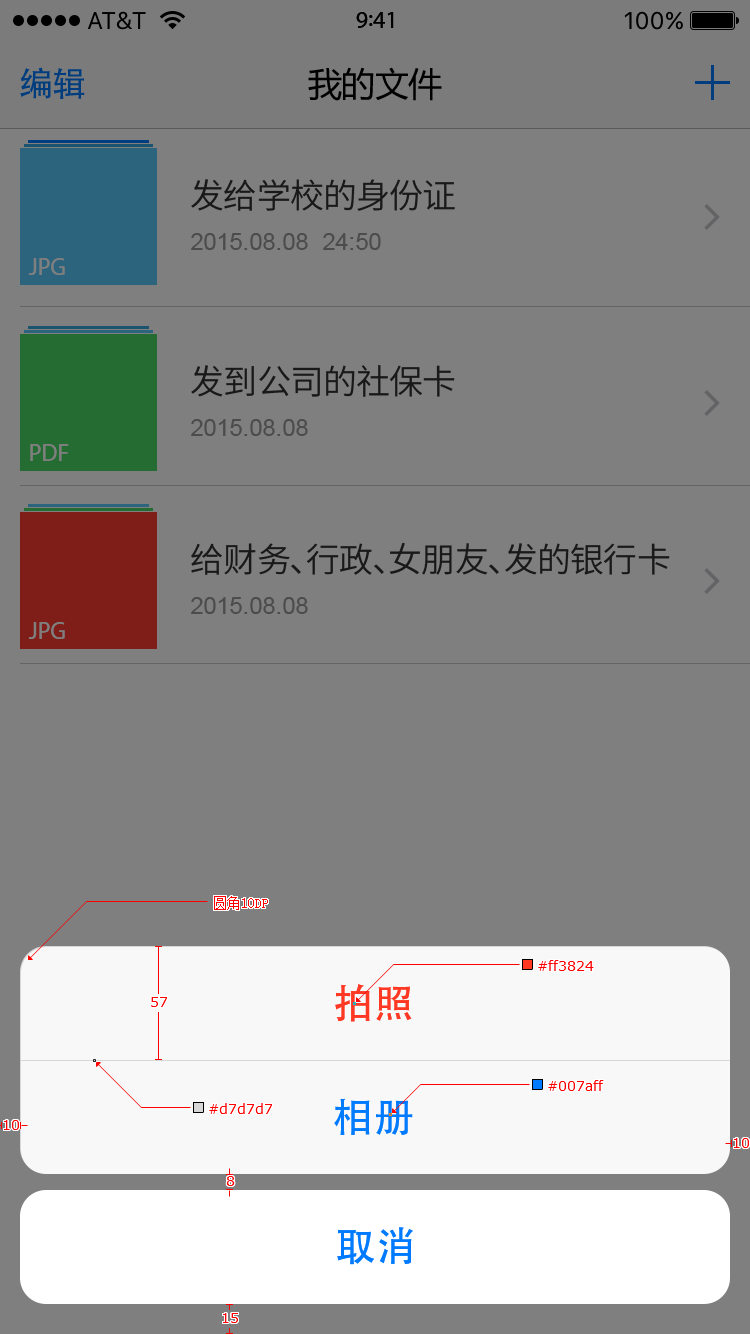 AT&T 9:41 100%
编辑 我的文件
发给学校的身份证
2015.08.08 24:50
JPG
发到公司的社保卡
2015.08.08
PDF
给财务、行政、女朋友、发的银行卡
2015.08.08
JPG
圆角10DP
#ff3824
57
拍照
#007aff
#d7d7d7
相册
10
10
8
取消
15